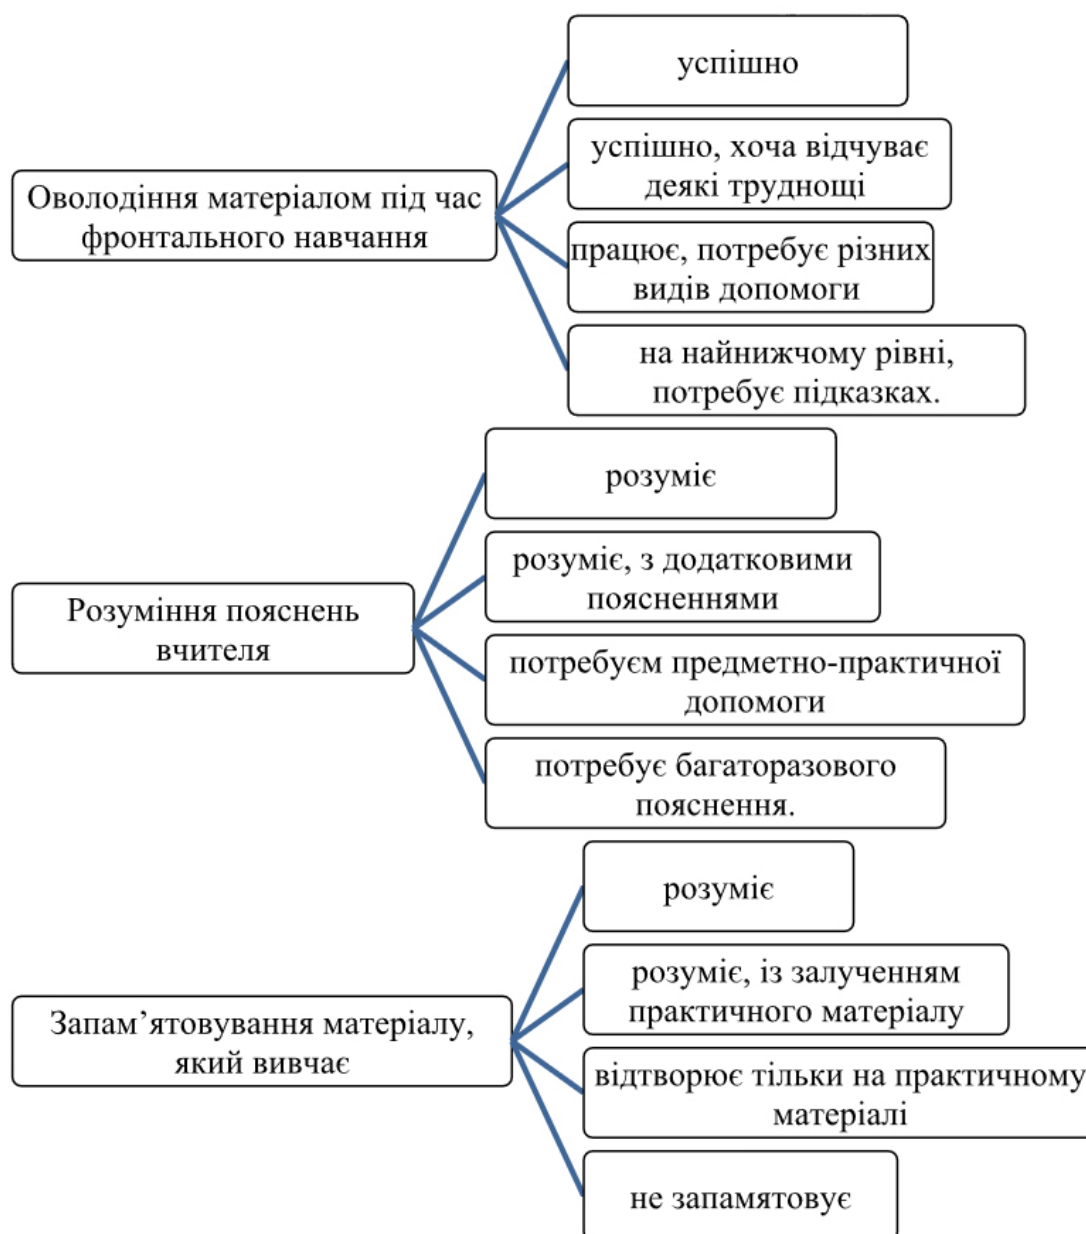 успішно
успішно, хоча відчуває
деякі труднощі
Оволодіння матеріалом під час
фронтального навчання
працює, потребує різних
видів допомоги
на найнижчому рівні,
потребує підказках.
розуміє
розуміє, з додатковими
поясненнями
Розуміння пояснень
вчителя
потребуєм предметно-практичної
допомоги
потребує багаторазового
пояснення.
розуміє
розуміє, із залученням
практичного матеріалу
Запам’ятовування матеріалу,
який вивчає
відтворює тільки на практичному
матеріалі
не запамятовує